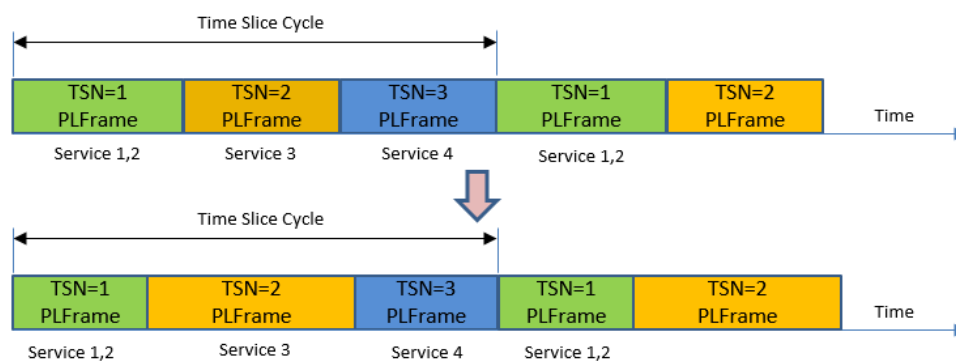 Time Slice Cycle
TSN=1 TSN=2 TSN=3 TSN=1 TSN=2
PLFrame PLFrame PLFrame PLFrame PLFrame
Time
Service 1,2 Service 3 Service 4 Service 1,2
Time Slice Cycle
TSN=1 TSN=2 TSN=3 TSN=1 TSN=2
PLFrame PLFrame PLFrame PLFrame PLFrame
Time
Service 1,2 Service 3 Service 4 Service 1,2